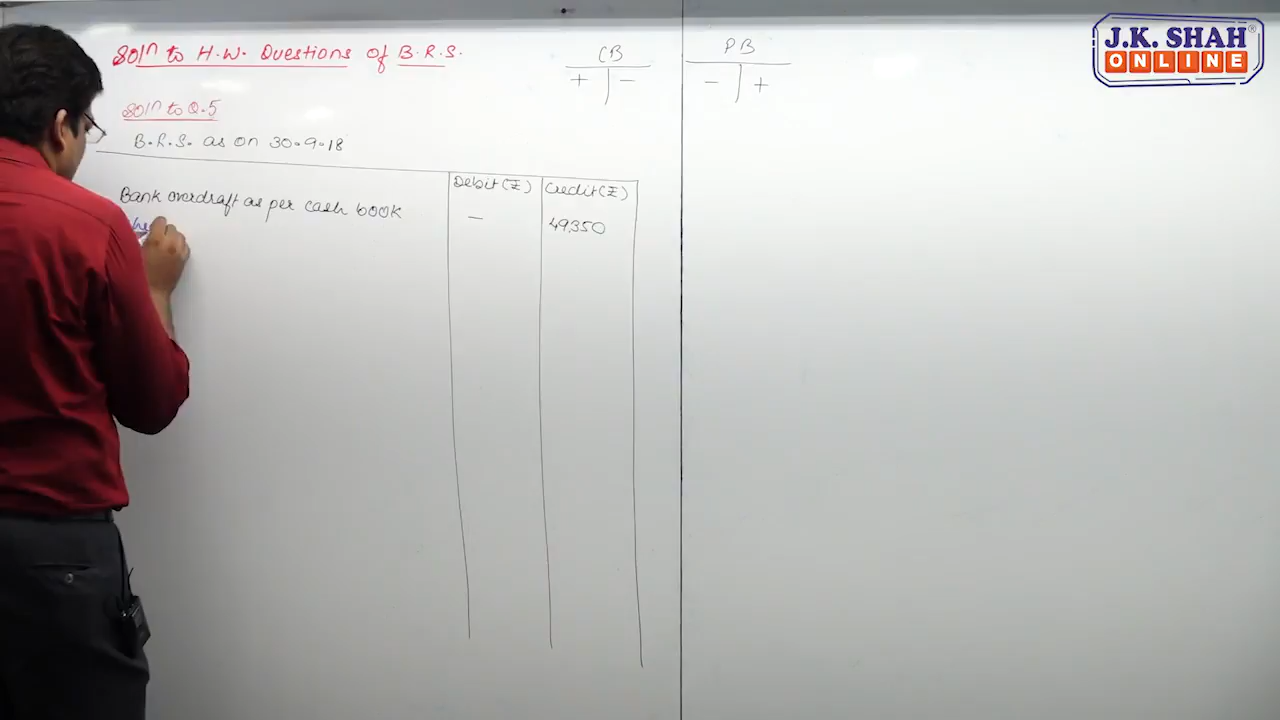 Soln to H.W. Questions of B.R.S.
CB
+ -
PB
- +
J.K. SHAH®
ONLINE
Soln to Q.5
B.R.S. as on 30.9.18
Debit (₹) Credit (₹)
Bank overdraft as per cash book - 49,350